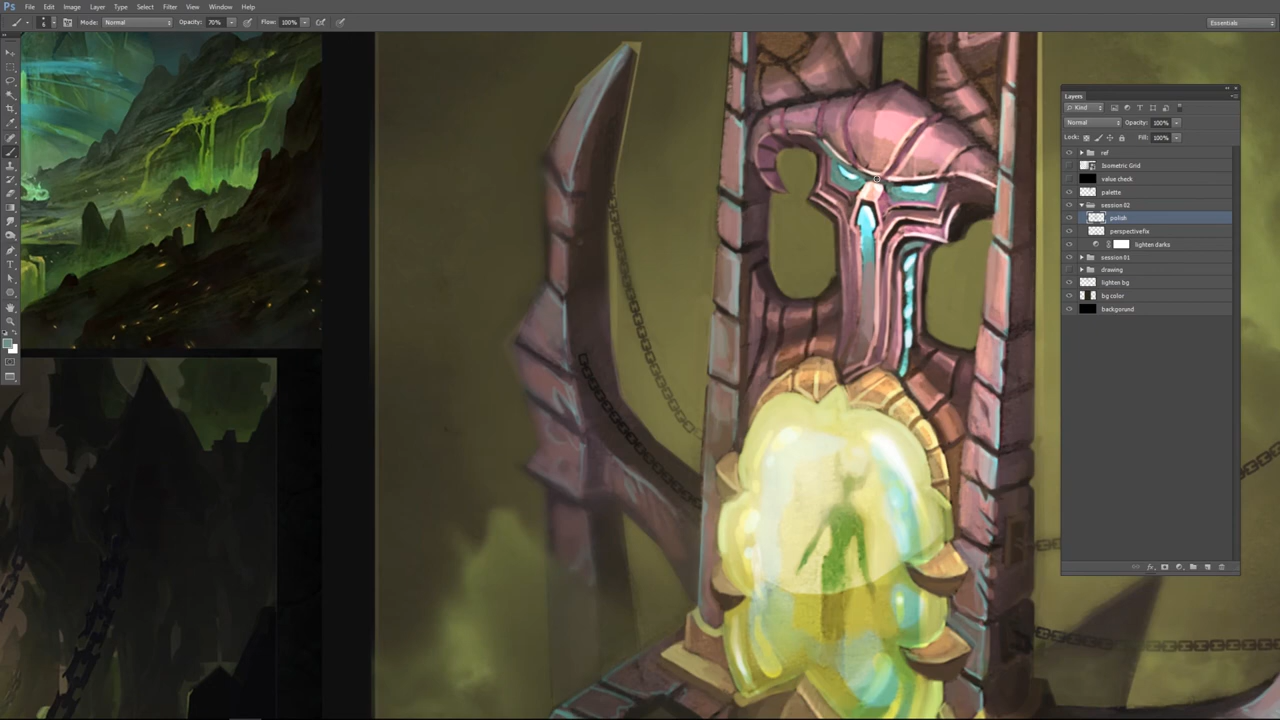 Ps File Edit Image Layer Type Select Filter View Window Help
Mode: Normal Opacity: 70% Flow: 100% Essentials
Layers
Kind
Normal Opacity: 100%
Lock: Fill: 100%
ref
Isometric Grid
value check
palette
session 02
polish
perspectivefix
lighten darks
session 01
drawing
lighten bg
bg color
backgorund